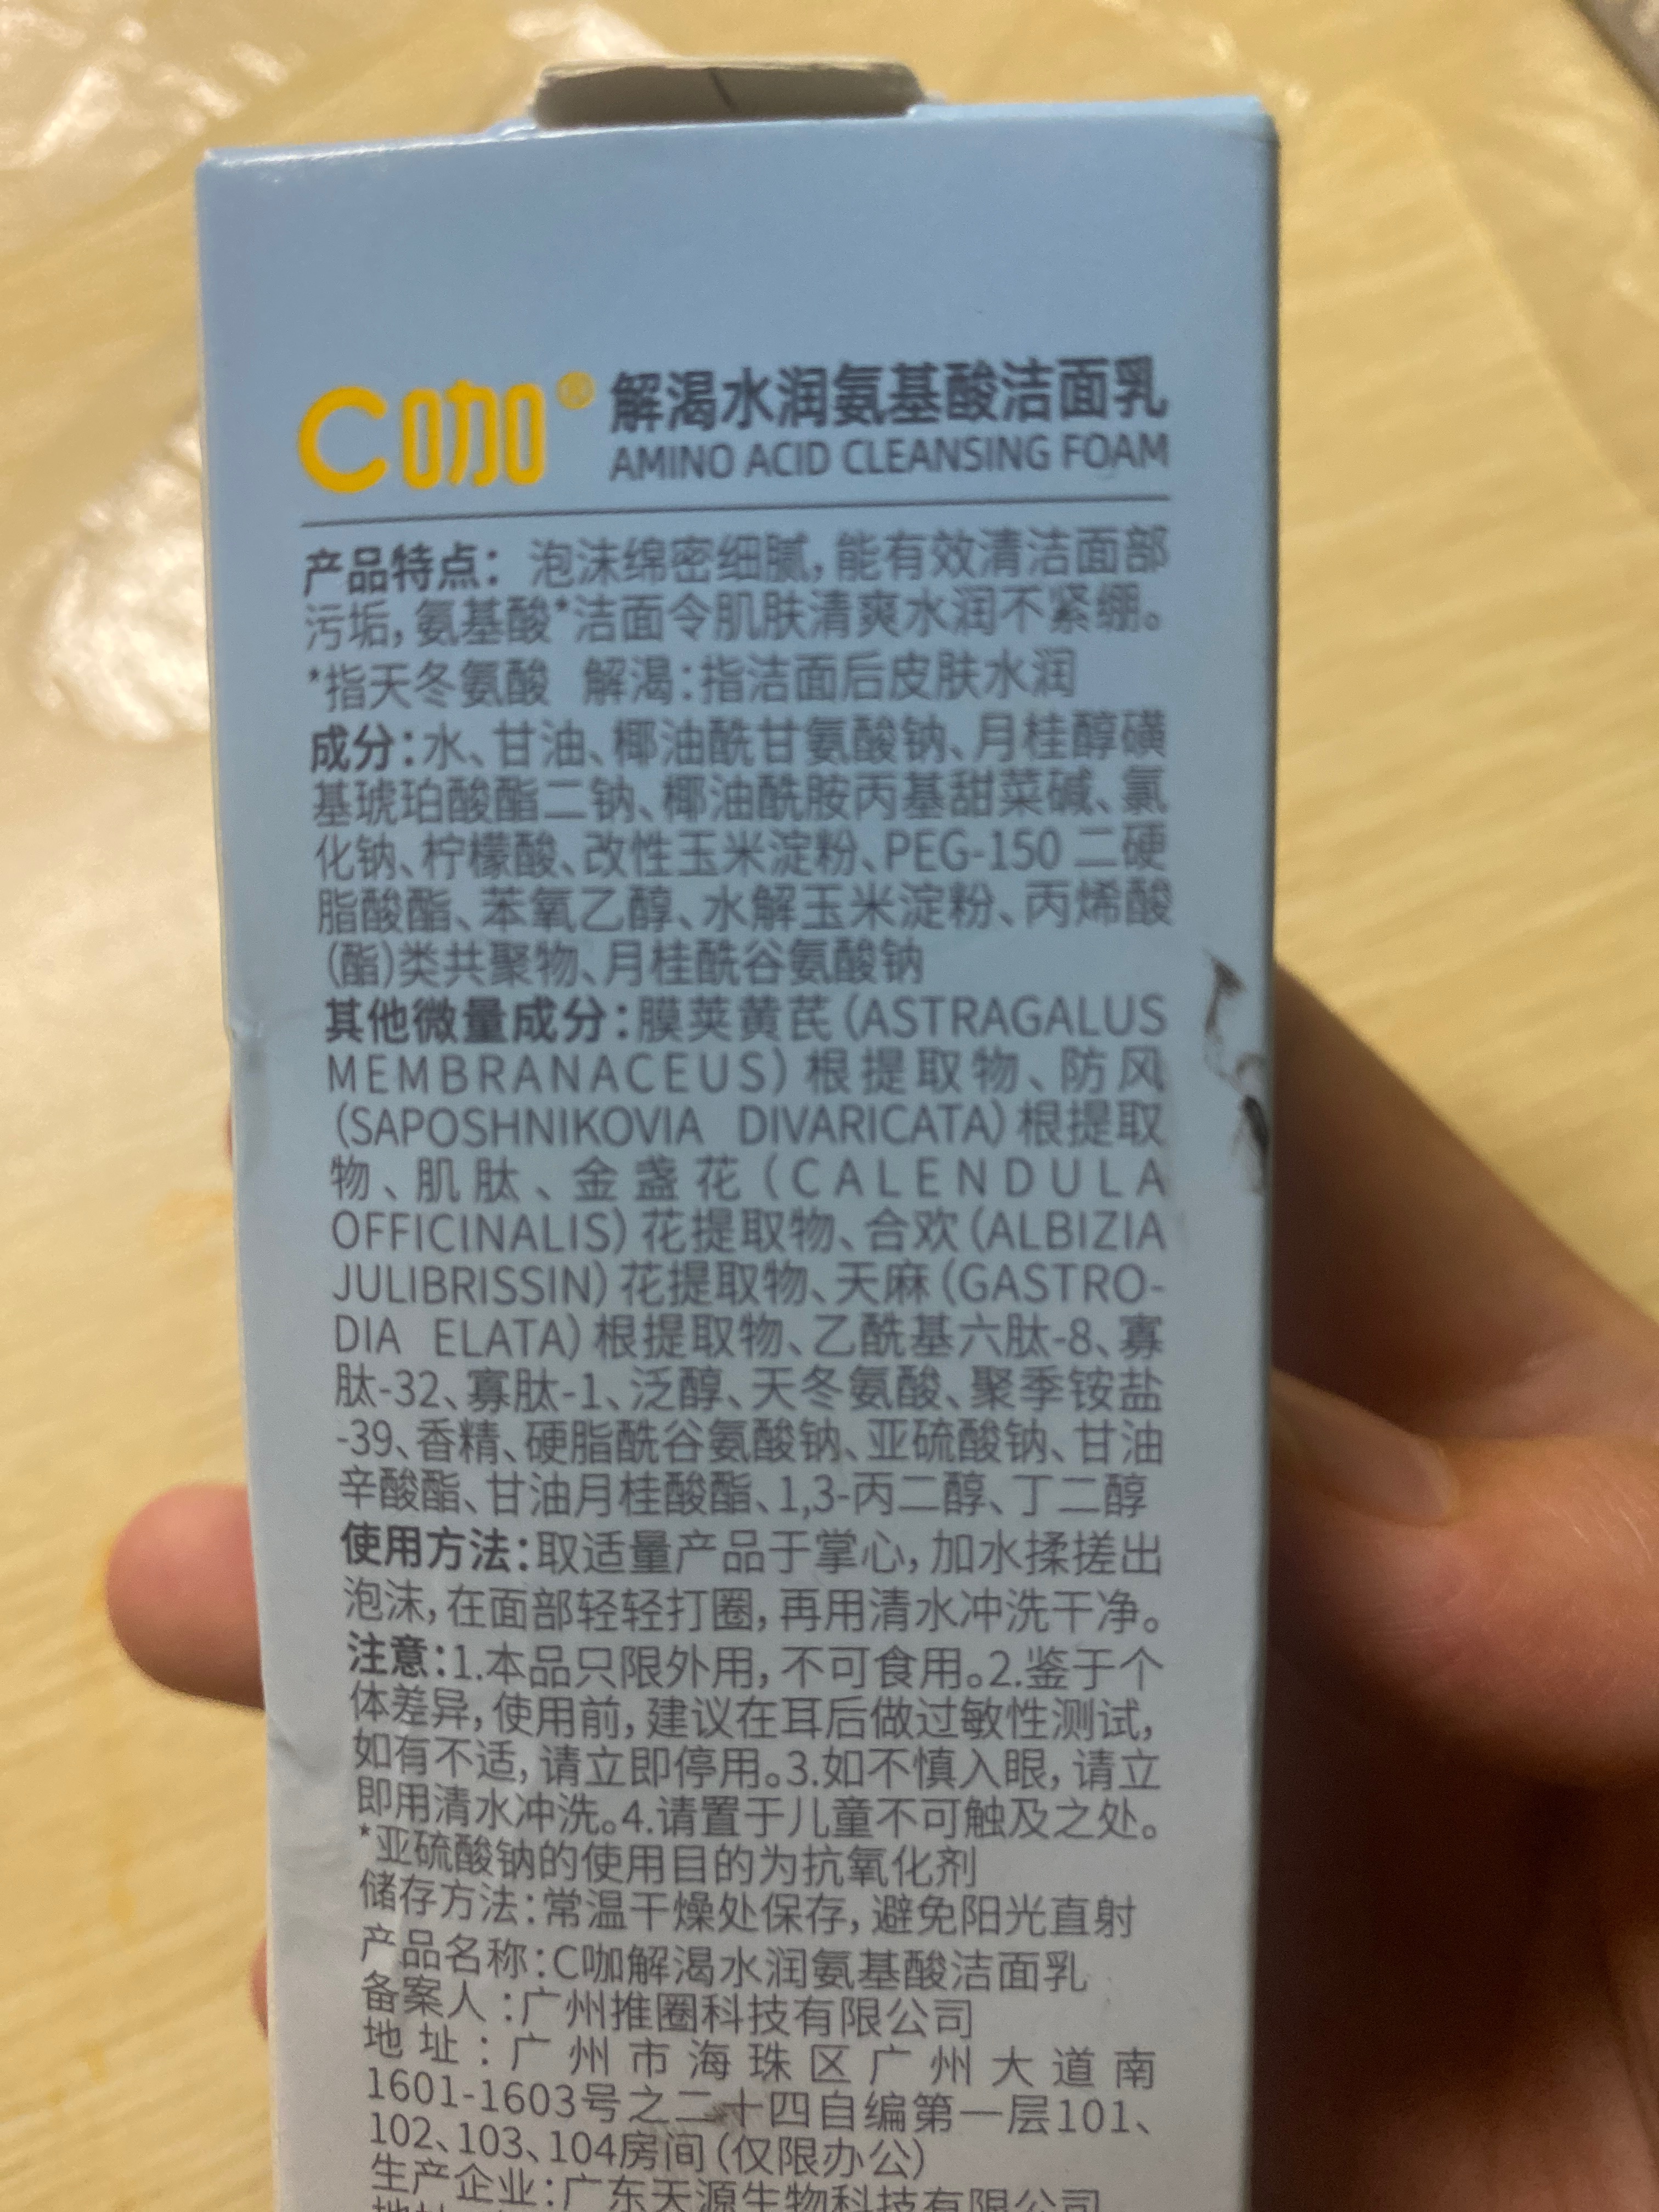 C咖® 解渴水润氨基酸洁面乳
AMINO ACID CLEANSING FOAM
产品特点：泡沫绵密细腻，能有效清洁面部
污垢，氨基酸*洁面令肌肤清爽水润不紧绷。
*指天冬氨酸 解渴：指洁面后皮肤水润
成分：水、甘油、椰油酰甘氨酸钠、月桂醇磺
基琥珀酸酯二钠、椰油酰胺丙基甜菜碱、氯
化钠、柠檬酸、改性玉米淀粉、PEG-150 二硬
脂酸酯、苯氧乙醇、水解玉米淀粉、丙烯酸
(酯)类共聚物、月桂酰谷氨酸钠
其他微量成分：膜荚黄芪（ASTRAGALUS
MEMBRANACEUS）根提取物、防风
（SAPOSHNIKOVIA DIVARICATA）根提取
物、肌肽、金盏花（CALENDULA
OFFICINALIS）花提取物、合欢（ALBIZIA
JULIBRISSIN）花提取物、天麻（GASTRO-
DIA ELATA）根提取物、乙酰基六肽-8、寡
肽-32、寡肽-1、泛醇、天冬氨酸、聚季铵盐
-39、香精、硬脂酰谷氨酸钠、亚硫酸钠、甘油
辛酸酯、甘油月桂酸酯、1,3-丙二醇、丁二醇
使用方法：取适量产品于掌心，加水揉搓出
泡沫，在面部轻轻打圈，再用清水冲洗干净。
注意：1.本品只限外用，不可食用。2.鉴于个
体差异，使用前，建议在耳后做过敏性测试，
如有不适，请立即停用。3.如不慎入眼，请立
即用清水冲洗。4.请置于儿童不可触及之处。
*亚硫酸钠的使用目的为抗氧化剂
储存方法：常温干燥处保存，避免阳光直射
产品名称：C咖解渴水润氨基酸洁面乳
备案人：广州推圈科技有限公司
地址：广州市海珠区广州大道南
1601-1603号之二十四自编第一层101、
102、103、104房间（仅限办公）
生产企业：广东天源生物科技有限公司